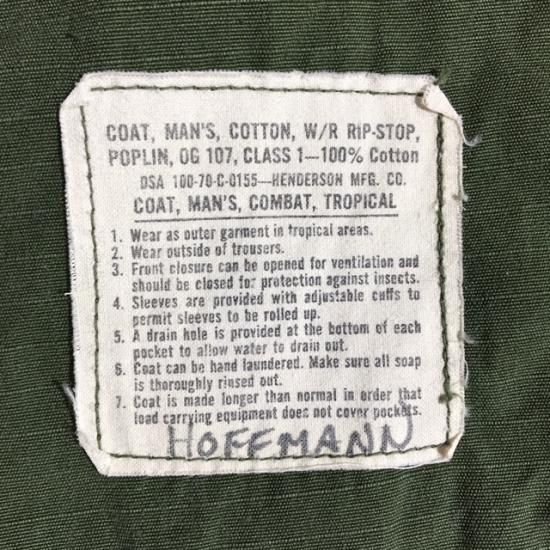 COAT, MAN'S, COTTON, W/R RIP-STOP,
POPLIN, OG 107, CLASS 1—100% Cotton
DSA 100-70-C-0155—HENDERSON MFG. CO.
COAT, MAN'S, COMBAT, TROPICAL
1. Wear as outer garment in tropical areas.
2. Wear outside of trousers.
3. Front closure can be opened for ventilation and
should be closed for protection against insects.
4. Sleeves are provided with adjustable cuffs to
permit sleeves to be rolled up.
5. A drain hole is provided at the bottom of each
pocket to allow water to drain out.
6. Coat can be hand laundered. Make sure all soap
is thoroughly rinsed out.
7. Coat is made longer than normal in order that
load carrying equipment does not cover pockets.
HOFFMANN